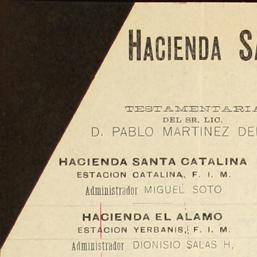 HACIENDA SA
TESTAMENTARIA
DEL SR. LIC.
D. PABLO MARTINEZ DE
HACIENDA SANTA CATALINA
ESTACION CATALINA, F. I. M.
Administrador MIGUEL SOTO
HACIENDA EL ALAMO
ESTACION YERBANIS, F. I. M.
Administrador DIONISIO SALAS H,